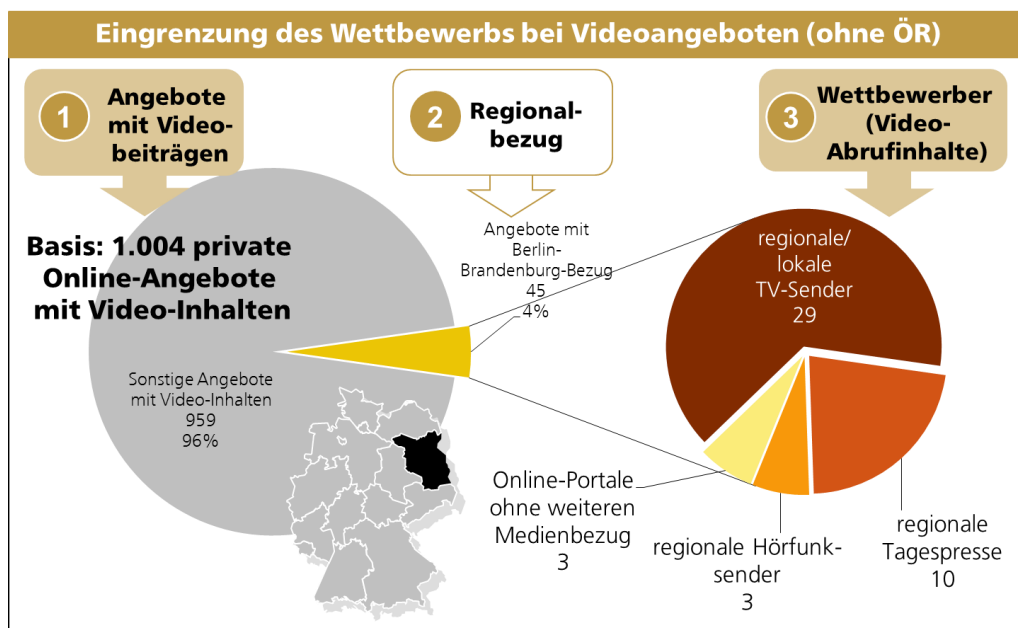 Eingrenzung des Wettbewerbs bei Videoangeboten (ohne ÖR)
1
Angebote
mit Video-
beiträgen
2
Regional-
bezug
3
Wettbewerber
(Video-
Abrufinhalte)
Basis: 1.004 private
Online-Angebote
mit Video-Inhalten
Sonstige Angebote
mit Video-Inhalten
959
96%
Angebote mit
Berlin-
Brandenburg-Bezug
45
4%
regionale/
lokale
TV-Sender
29
Online-Portale
ohne weiteren
Medienbezug
3
regionale Hörfunk-
sender
3
regionale
Tagespresse
10